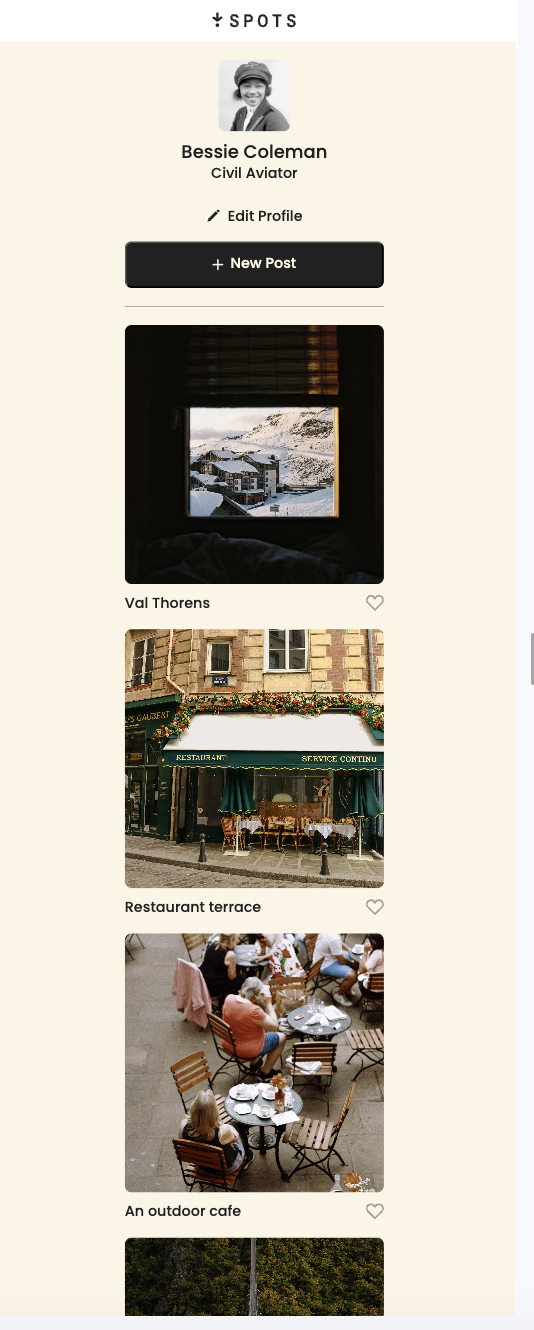 SPOTS
Bessie Coleman
Civil Aviator
Edit Profile
+ New Post
Val Thorens
GAUBERT
RESTAURANT
SERVICE CONTINU
Restaurant terrace
An outdoor cafe